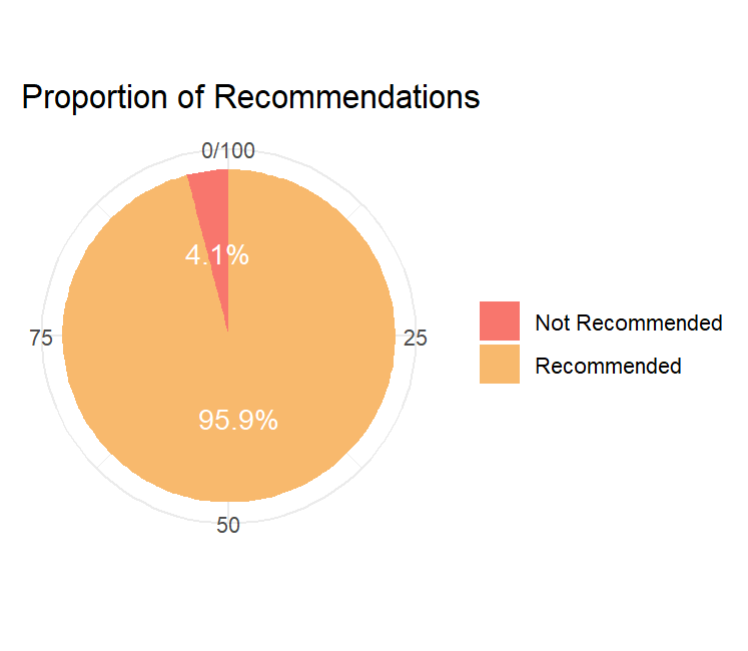 Proportion of Recommendations
0/100
4.1%
75
25
Not Recommended
Recommended
95.9%
50